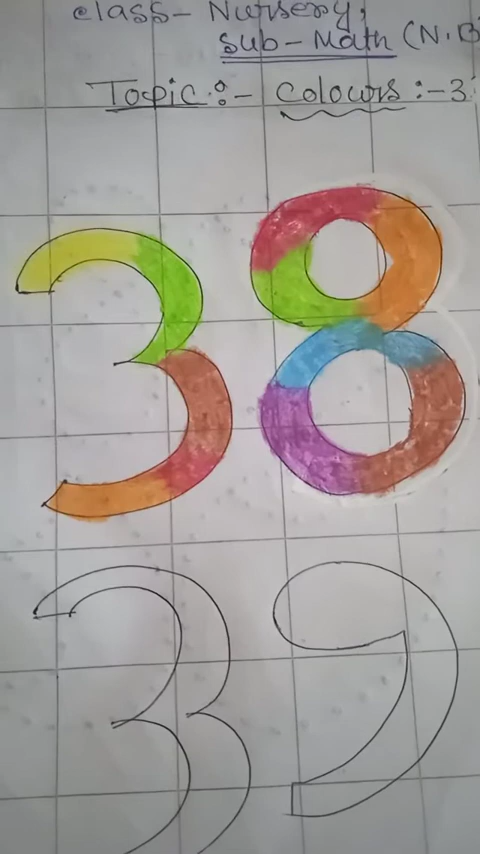 Class- Nursery,
Sub-Math (N.B
Topic:- Colours:-3
38
39